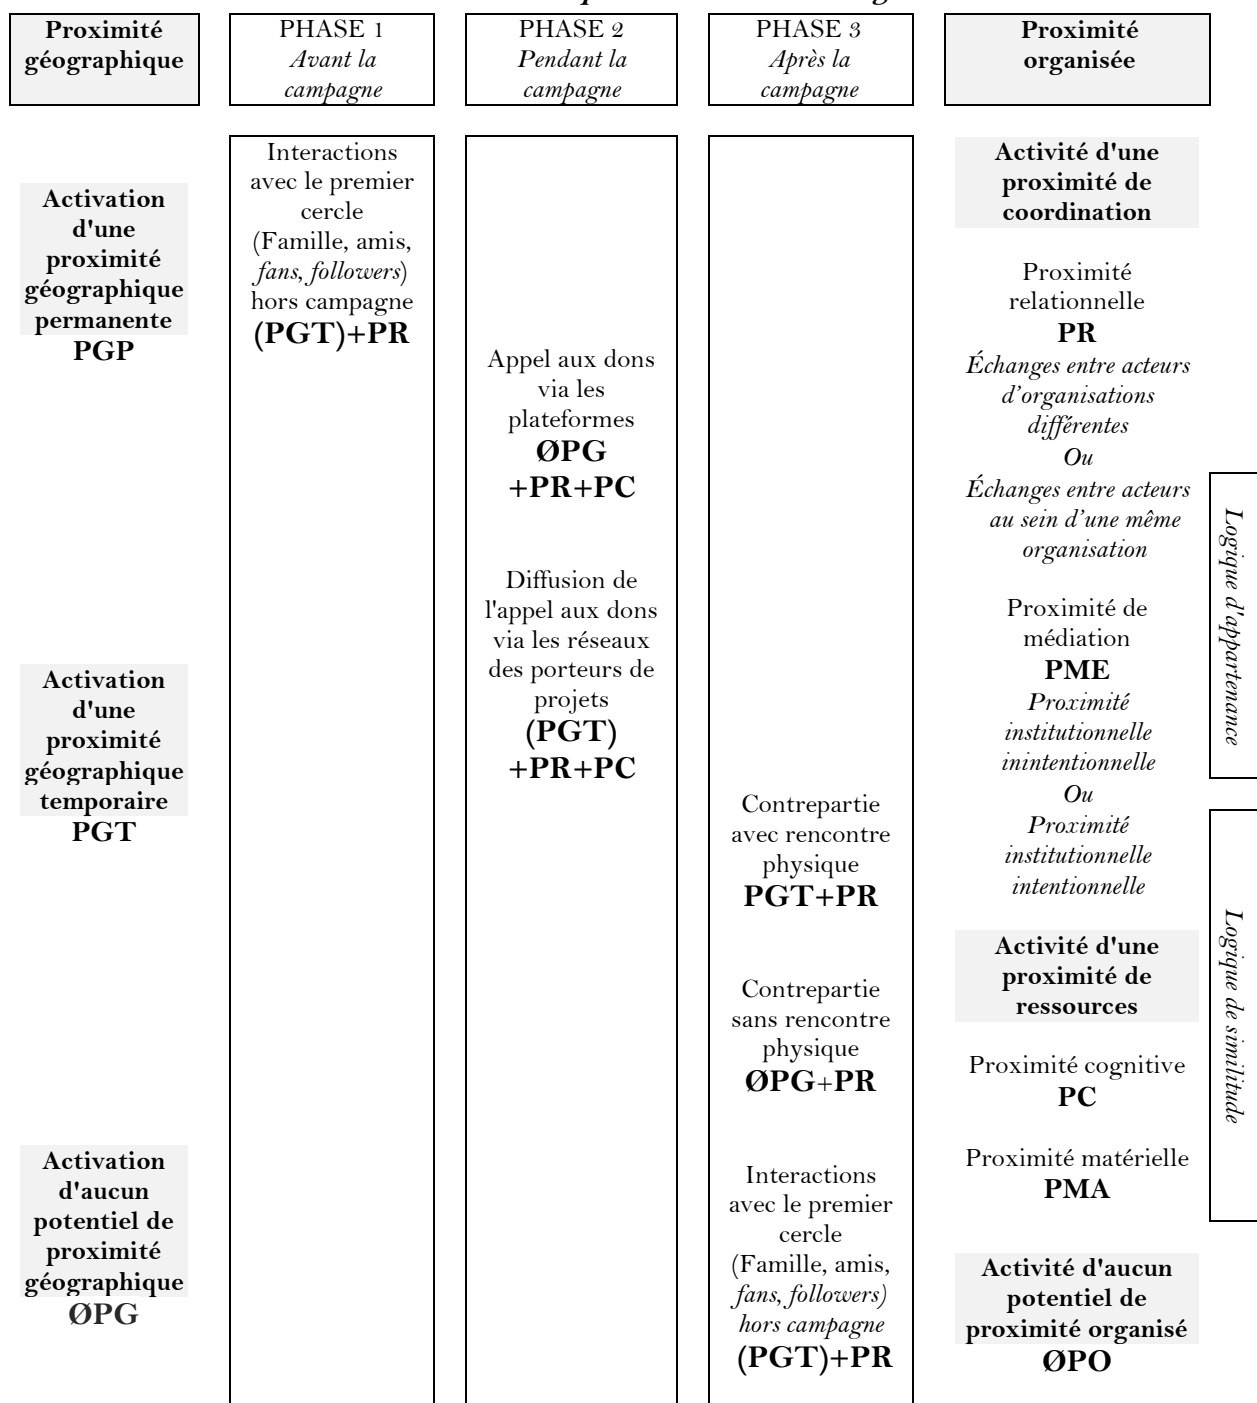 Proximité
géographique
PHASE 1
Avant la
campagne
PHASE 2
Pendant la
campagne
PHASE 3
Après la
campagne
Proximité
organisée
Activation
d'une
proximité
géographique
permanente
PGP
Activation
d'une
proximité
géographique
temporaire
PGT
Activation
d'aucun
potentiel de
proximité
géographique
ØPG
Interactions
avec le premier
cercle
(Famille, amis,
fans, followers)
hors campagne
(PGT)+PR
Appel aux dons
via les
plateformes
ØPG
+PR+PC
Diffusion de
l'appel aux dons
via les réseaux
des porteurs de
projets
(PGT)
+PR+PC
Contrepartie
avec rencontre
physique
PGT+PR
Contrepartie
sans rencontre
physique
ØPG+PR
Interactions
avec le premier
cercle
(Famille, amis,
fans, followers)
hors campagne
(PGT)+PR
Activité d'une
proximité de
coordination
Proximité
relationnelle
PR
Échanges entre acteurs
d’organisations
différentes
Ou
Échanges entre acteurs
au sein d’une même
organisation
Proximité de
médiation
PME
Proximité
institutionnelle
inintentionnelle
Ou
Proximité
institutionnelle
intentionnelle
Activité d'une
proximité de
ressources
Proximité cognitive
PC
Proximité matérielle
PMA
Activité d'aucun
potentiel de
proximité organisé
ØPO
Logique d'appartenance
Logique de similitude